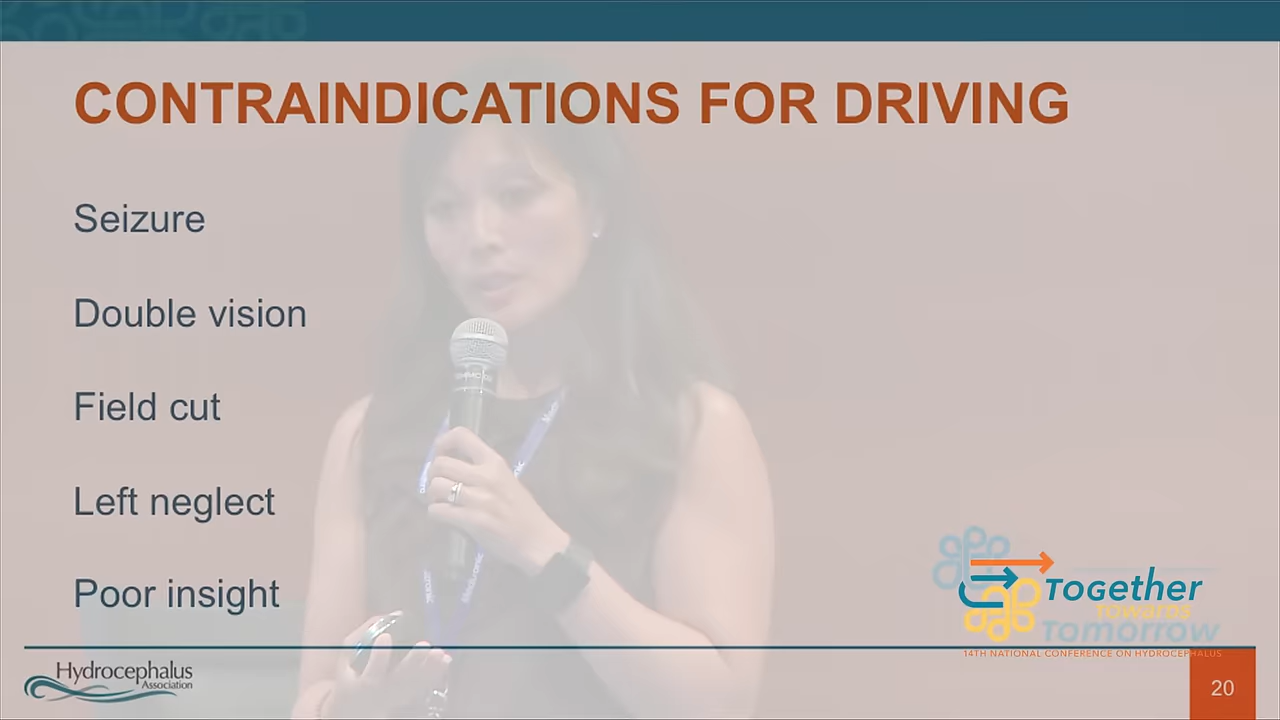 CONTRAINDICATIONS FOR DRIVING
Seizure
Double vision
Field cut
Left neglect
Poor insight
Together
Towards
Tomorrow
14TH NATIONAL CONFERENCE ON HYDROCEPHALUS
Hydrocephalus
Association
20